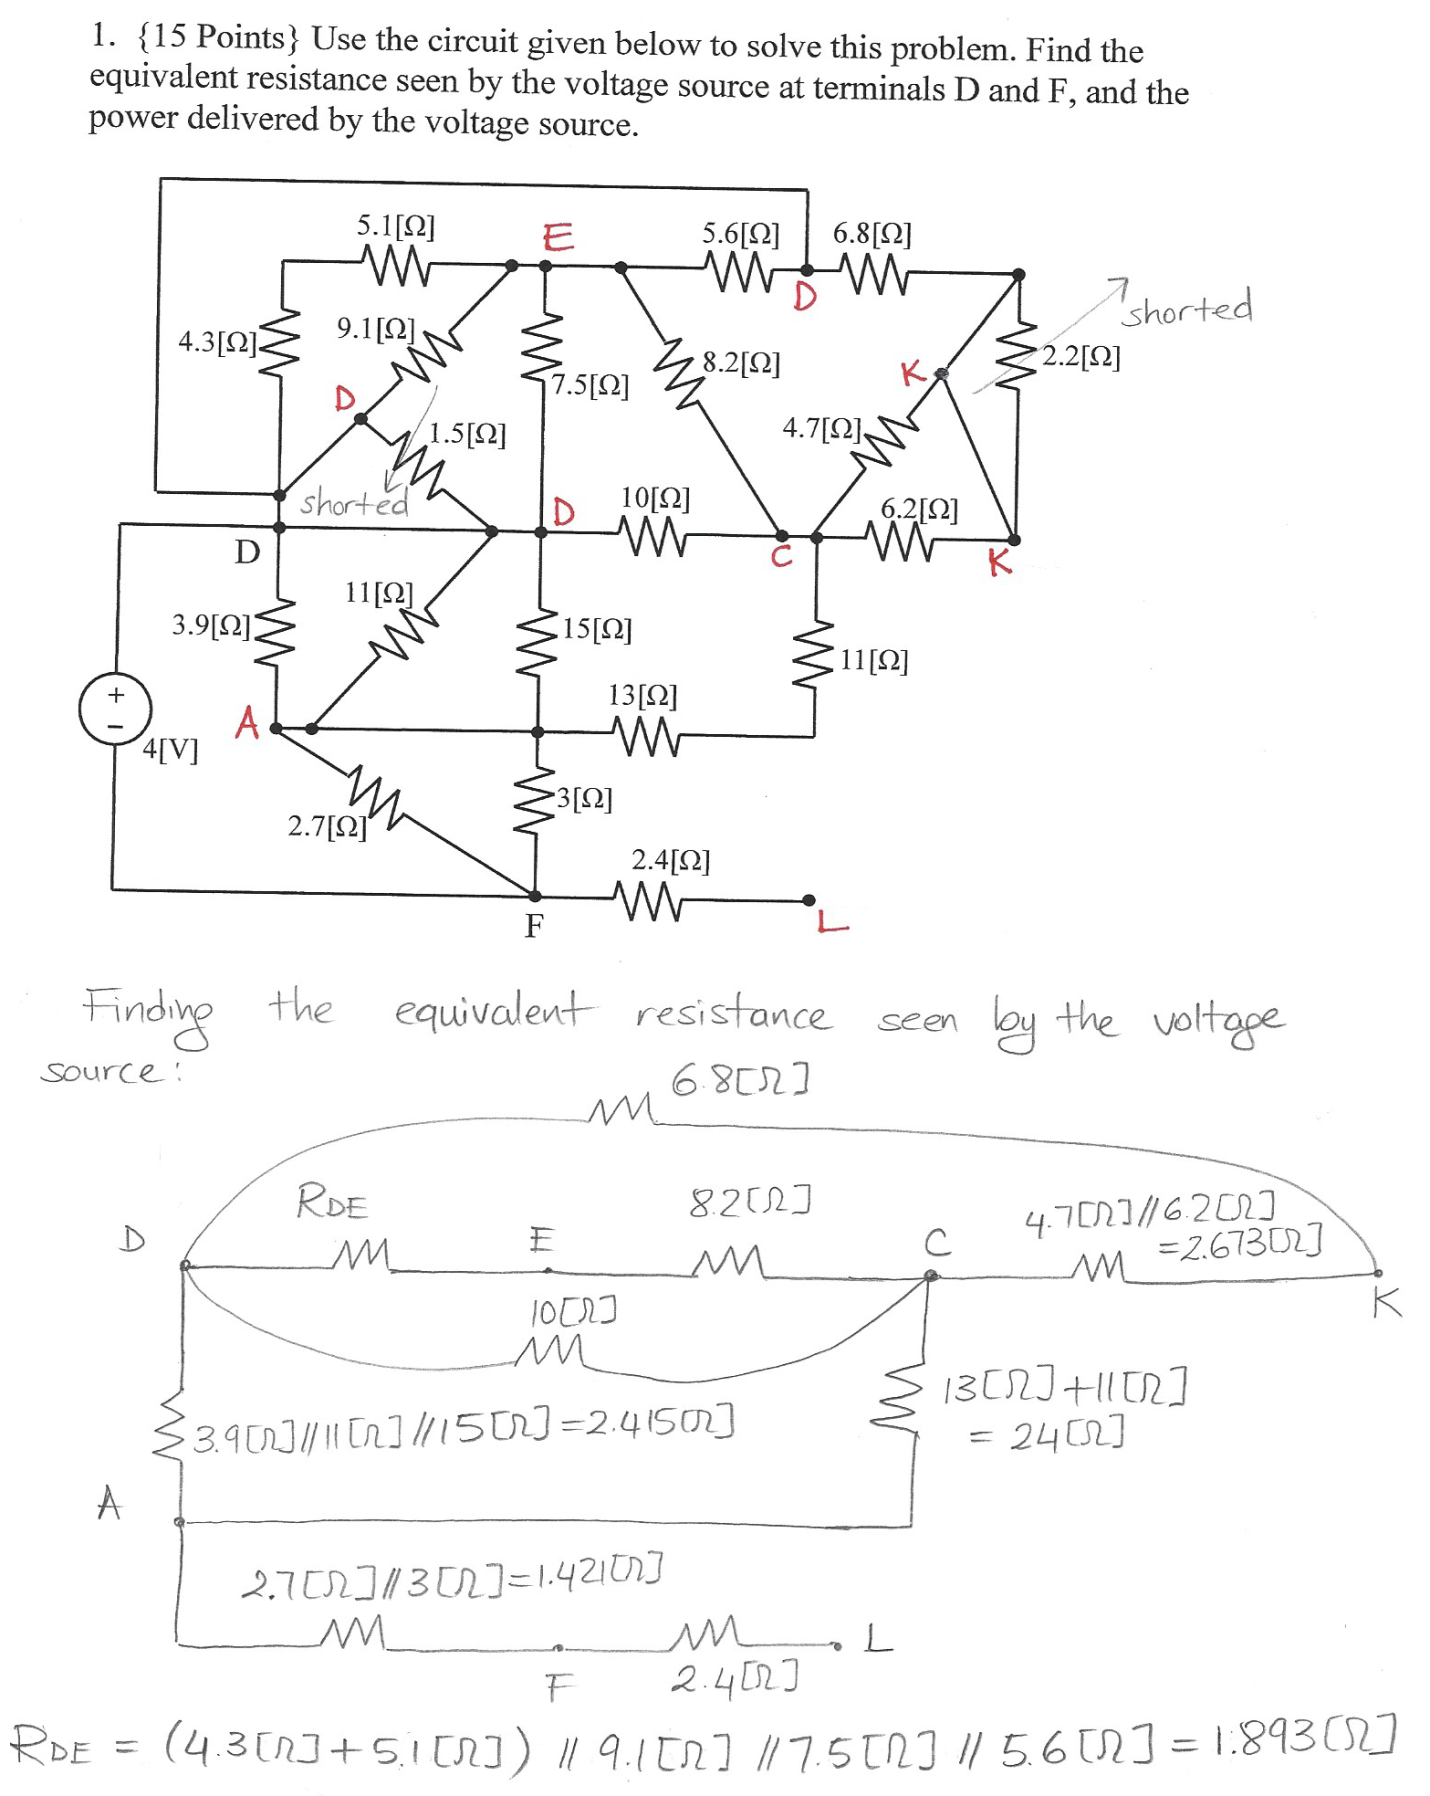 1. {15 Points} Use the circuit given below to solve this problem. Find the
equivalent resistance seen by the voltage source at terminals D and F, and the
power delivered by the voltage source.
5.1[Ω]
E
5.6[Ω]
6.8[Ω]
D
shorted
4.3[Ω]
9.1[Ω]
7.5[Ω]
8.2[Ω]
K
2.2[Ω]
D
1.5[Ω]
4.7[Ω]
shorted
D
10[Ω]
6.2[Ω]
D
C
K
11[Ω]
3.9[Ω]
15[Ω]
11[Ω]
13[Ω]
+
−
A
4[V]
3[Ω]
2.7[Ω]
2.4[Ω]
F
L
Finding the equivalent resistance seen by the voltage
source:
6.8[Ω]
RDE
8.2[Ω]
4.7[Ω]//6.2[Ω]
=2.673[Ω]
D
E
C
K
10[Ω]
13[Ω]+11[Ω]
= 24[Ω]
3.9[Ω]//11[Ω]//15[Ω]=2.415[Ω]
A
2.7[Ω]//3[Ω]=1.421[Ω]
L
F
2.4[Ω]
RDE = (4.3[Ω]+5.1[Ω]) // 9.1[Ω] //7.5[Ω] // 5.6[Ω] = 1.893[Ω]